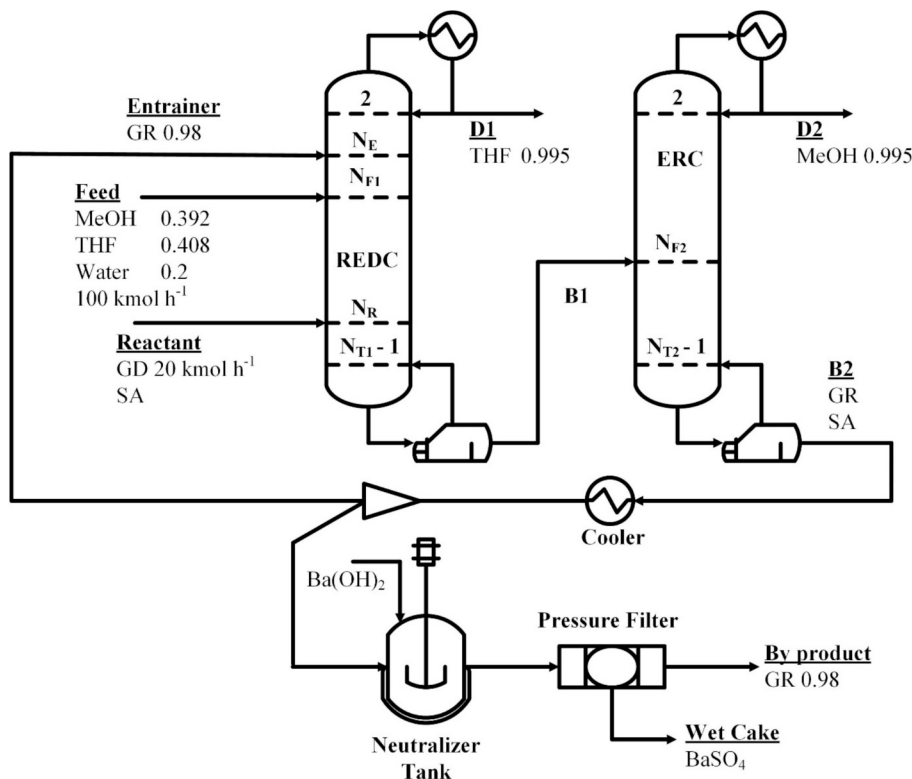 2
2
Entrainer
GR 0.98
N_E
D1
THF 0.995
ERC
D2
MeOH 0.995
N_F1
Feed
MeOH 0.392
THF 0.408
Water 0.2
100 kmol h⁻¹
REDC
N_F2
B1
N_R
Reactant
GD 20 kmol h⁻¹
SA
N_T1 - 1
N_T2 - 1
B2
GR
SA
Cooler
Ba(OH)₂
Pressure Filter
By product
GR 0.98
Neutralizer
Tank
Wet Cake
BaSO₄